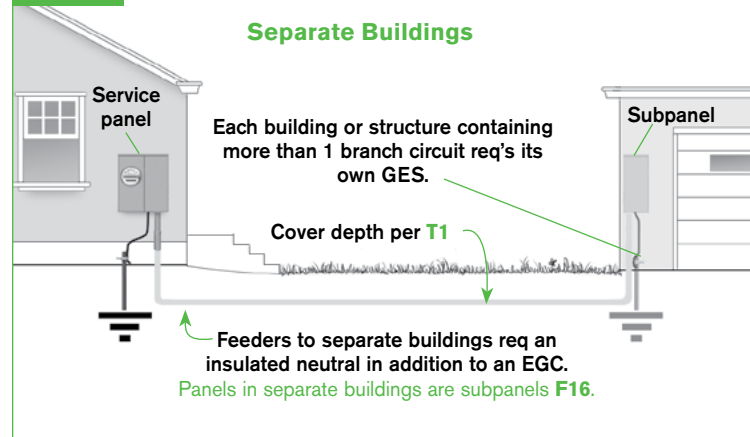 Separate Buildings
Service
panel
Each building or structure containing
more than 1 branch circuit req's its
own GES.
Subpanel
Cover depth per T1
Feeders to separate buildings req an
insulated neutral in addition to an EGC.
Panels in separate buildings are subpanels F16.